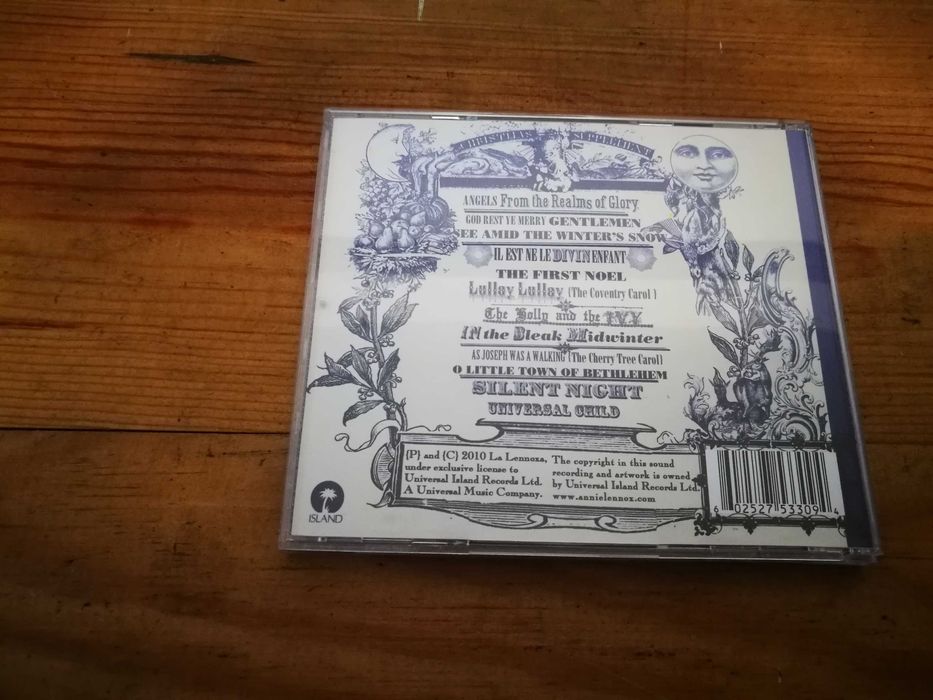 CHRISTMAS SUPPLEMENT
ANGELS From the Realms of Glory
GOD REST YE MERRY GENTLEMEN
SEE AMID THE WINTER'S SNOW
IL EST NE LE DIVIN ENFANT
THE FIRST NOEL
Lullay Lullay (The Coventry Carol)
The Holly and the IVY
IN the Bleak Midwinter
AS JOSEPH WAS A WALKING (The Cherry Tree Carol)
O LITTLE TOWN OF BETHLEHEM
SILENT NIGHT
UNIVERSAL CHILD
(P) and (C) 2010 La Lennoxa,
under exclusive license to
Universal Island Records Ltd.
A Universal Music Company.
The copyright in this sound
recording and artwork is owned
by Universal Island Records Ltd.
www.annielennox.com
ISLAND
6 02527 53309 4